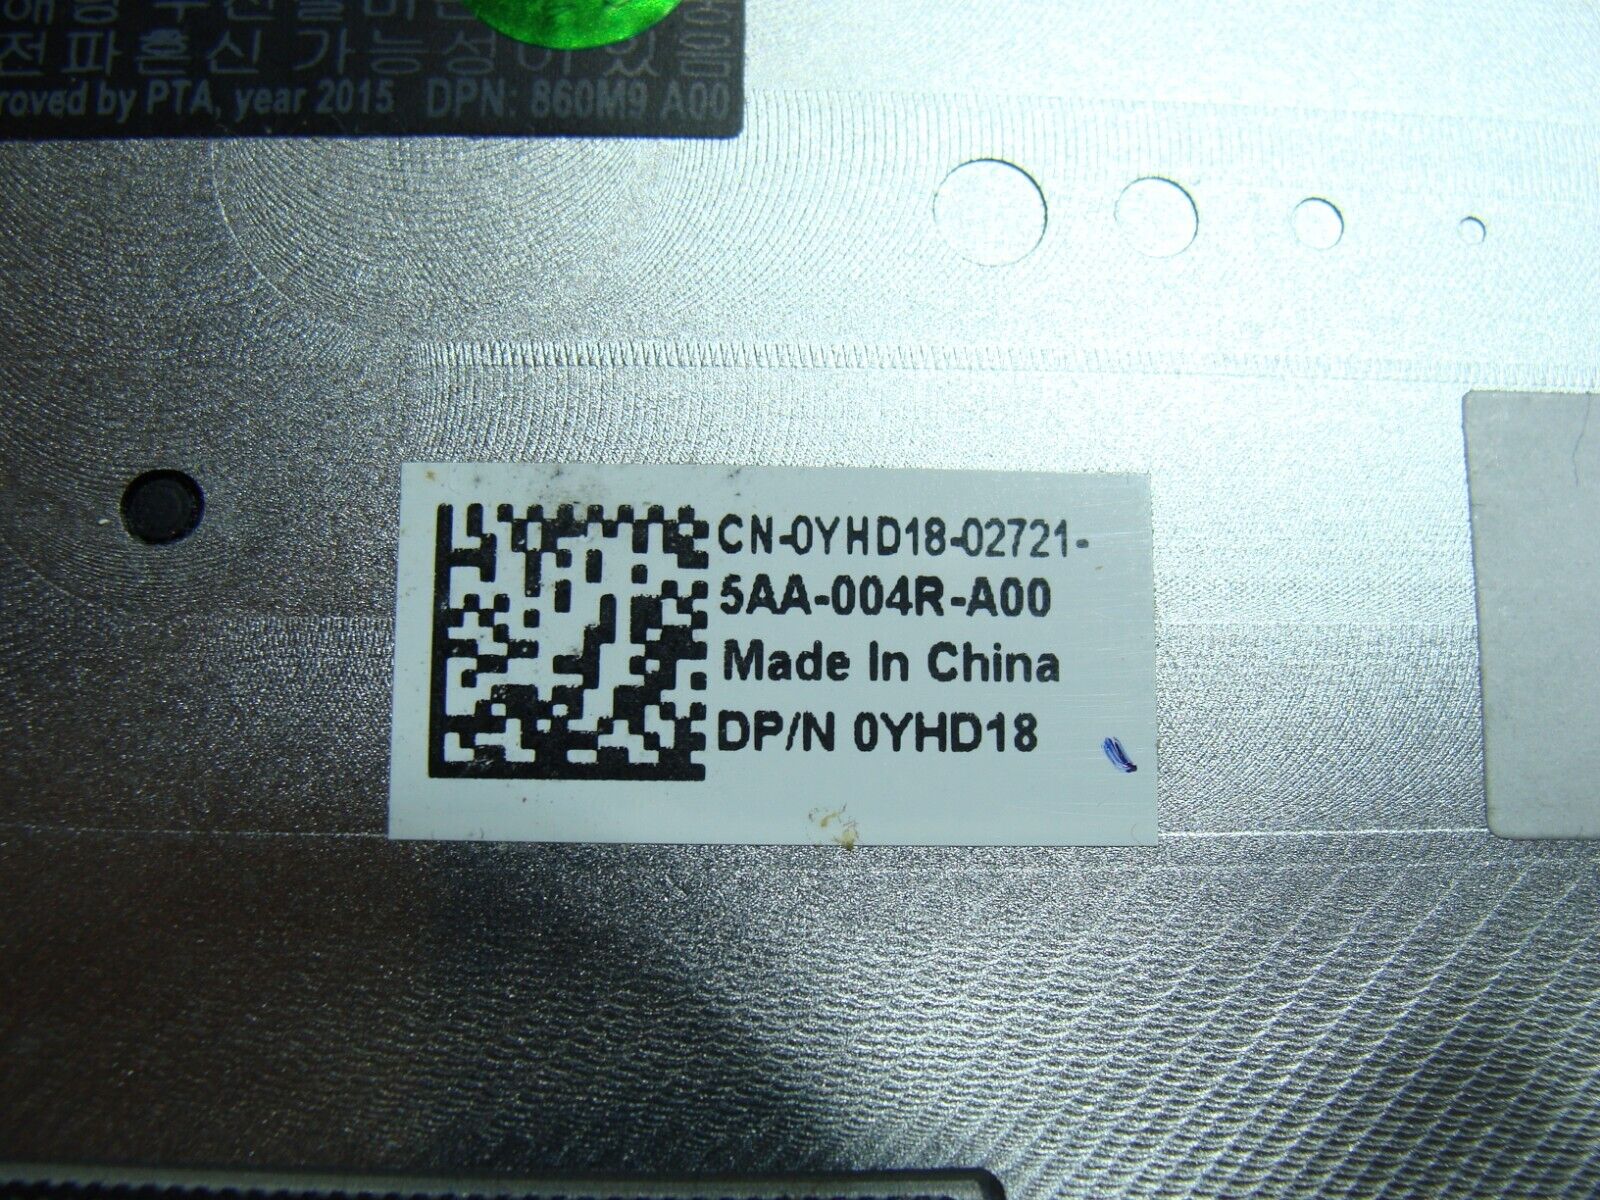 전파혼신 가능성이 있음
roved by PTA, year 2015 DPN: 860M9 A00
CN-0YHD18-02721-
5AA-004R-A00
Made In China
DP/N 0YHD18